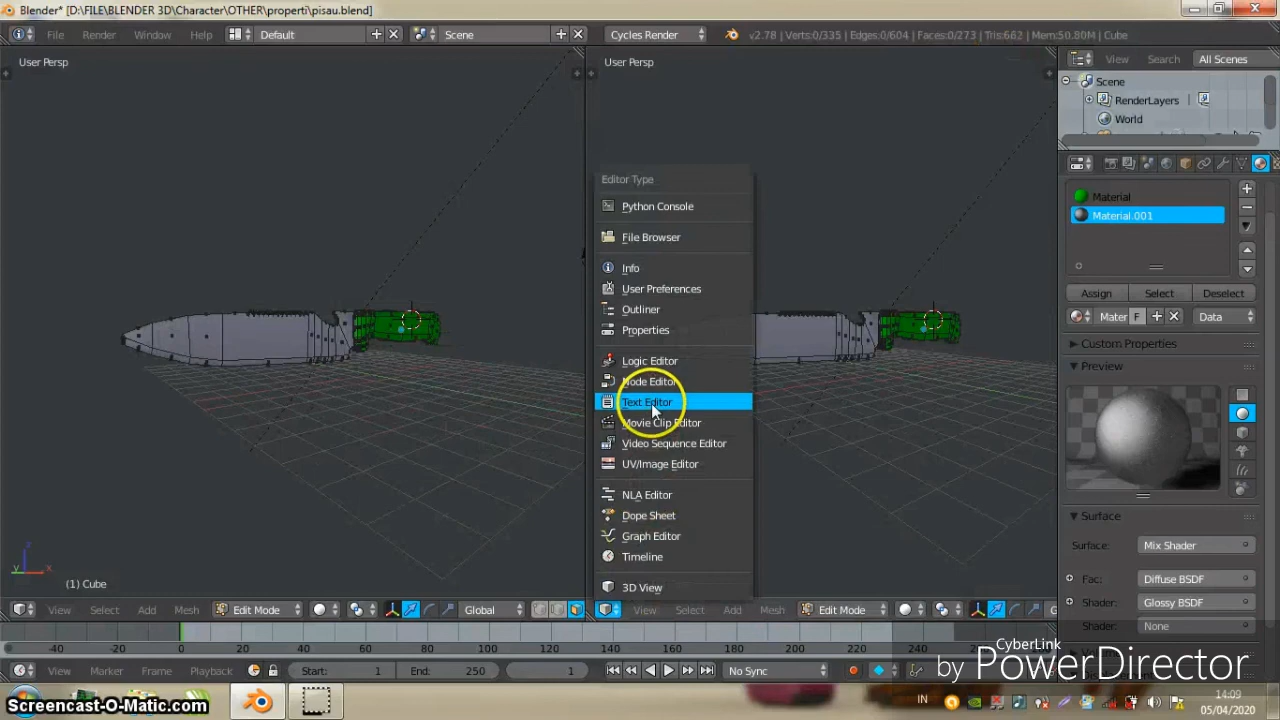 Blender* [D:\FILE\BLENDER 3D\Character\OTHER\properti\pisau.blend]
File Render Window Help Default Scene Cycles Render v2.78 | Verts:0/335 | Edges:0/604 | Faces:0/273 | Tris:662 | Mem:50.80M | Cube
User Persp
User Persp
View Search All Scenes
Scene
RenderLayers
World
Editor Type
Python Console
File Browser
Info
User Preferences
Outliner
Properties
Logic Editor
Node Editor
Text Editor
Movie Clip Editor
Video Sequence Editor
UV/Image Editor
NLA Editor
Dope Sheet
Graph Editor
Timeline
3D View
Material
Material.001
Assign Select Deselect
Mater F Data
Custom Properties
Preview
Surface
Surface: Mix Shader
Fac: Diffuse BSDF
Shader: Glossy BSDF
Shader: None
z
y x
(1) Cube
View Select Add Mesh Edit Mode Global
View Select Add Mesh Edit Mode G
-40 -20 0 20 40 60 80 100 120 140 160 180 200 220 240
View Marker Frame Playback Start: 1 End: 250 1 No Sync
CyberLink
by PowerDirector
Screencast-O-Matic.com
IN
14:09
05/04/2020